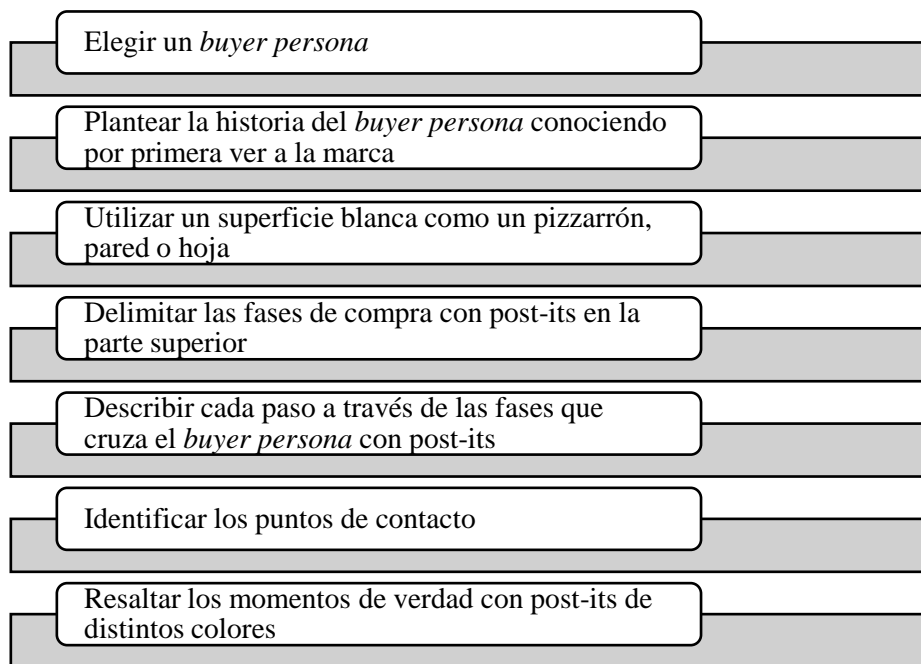 Elegir un buyer persona
Plantear la historia del buyer persona conociendo
por primera ver a la marca
Utilizar un superficie blanca como un pizzarrón,
pared o hoja
Delimitar las fases de compra con post-its en la
parte superior
Describir cada paso a través de las fases que
cruza el buyer persona con post-its
Identificar los puntos de contacto
Resaltar los momentos de verdad con post-its de
distintos colores